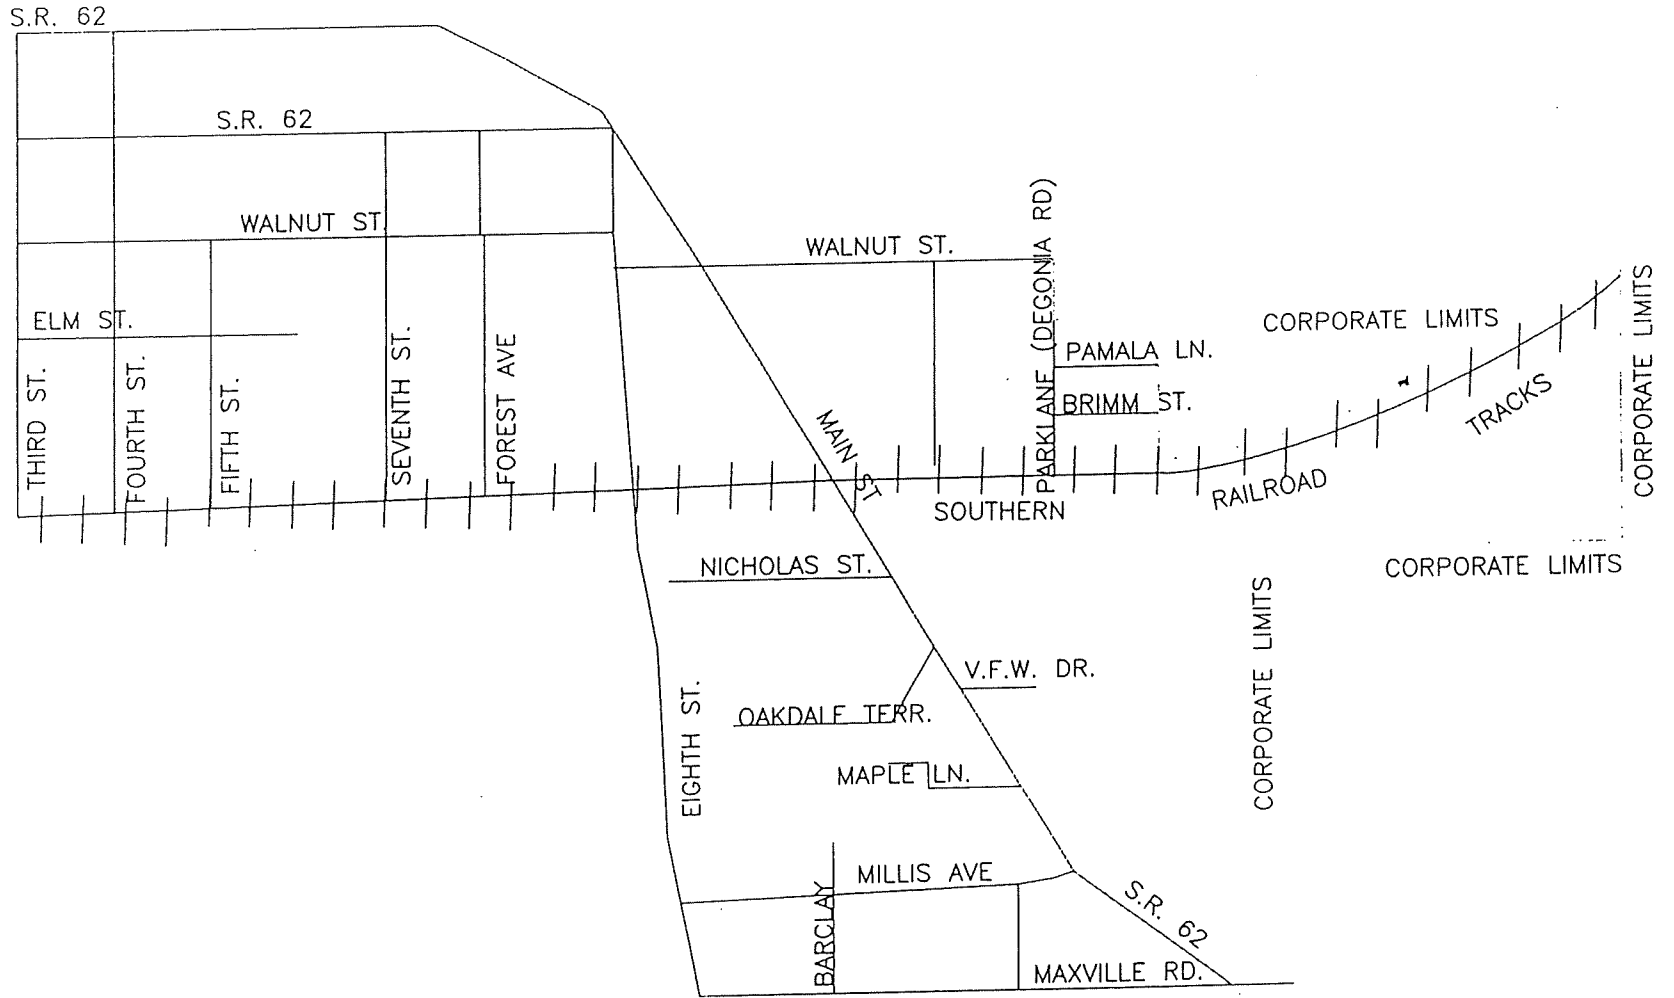 S.R. 62
S.R. 62
WALNUT ST.
WALNUT ST.
PARKLANE (DEGONIA RD)
ELM ST.
CORPORATE LIMITS
CORPORATE LIMITS
PAMALA LN.
BRIMM ST.
THIRD ST.
FOURTH ST.
FIFTH ST.
SEVENTH ST.
FOREST AVE
MAIN ST
SOUTHERN
RAILROAD
TRACKS
NICHOLAS ST.
CORPORATE LIMITS
CORPORATE LIMITS
V.F.W. DR.
EIGHTH ST.
OAKDALE TERR.
MAPLE LN.
MILLIS AVE
BARCLAY
S.R. 62
MAXVILLE RD.